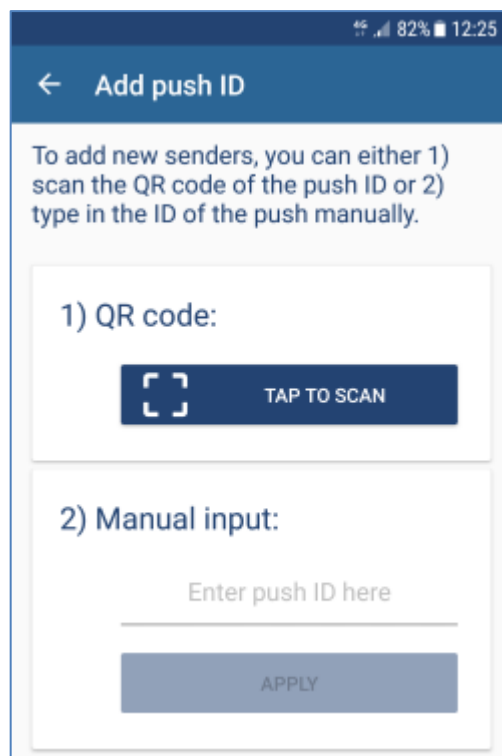 4G 82% 12:25
Add push ID
To add new senders, you can either 1)
scan the QR code of the push ID or 2)
type in the ID of the push manually.
1) QR code:
TAP TO SCAN
2) Manual input:
Enter push ID here
APPLY